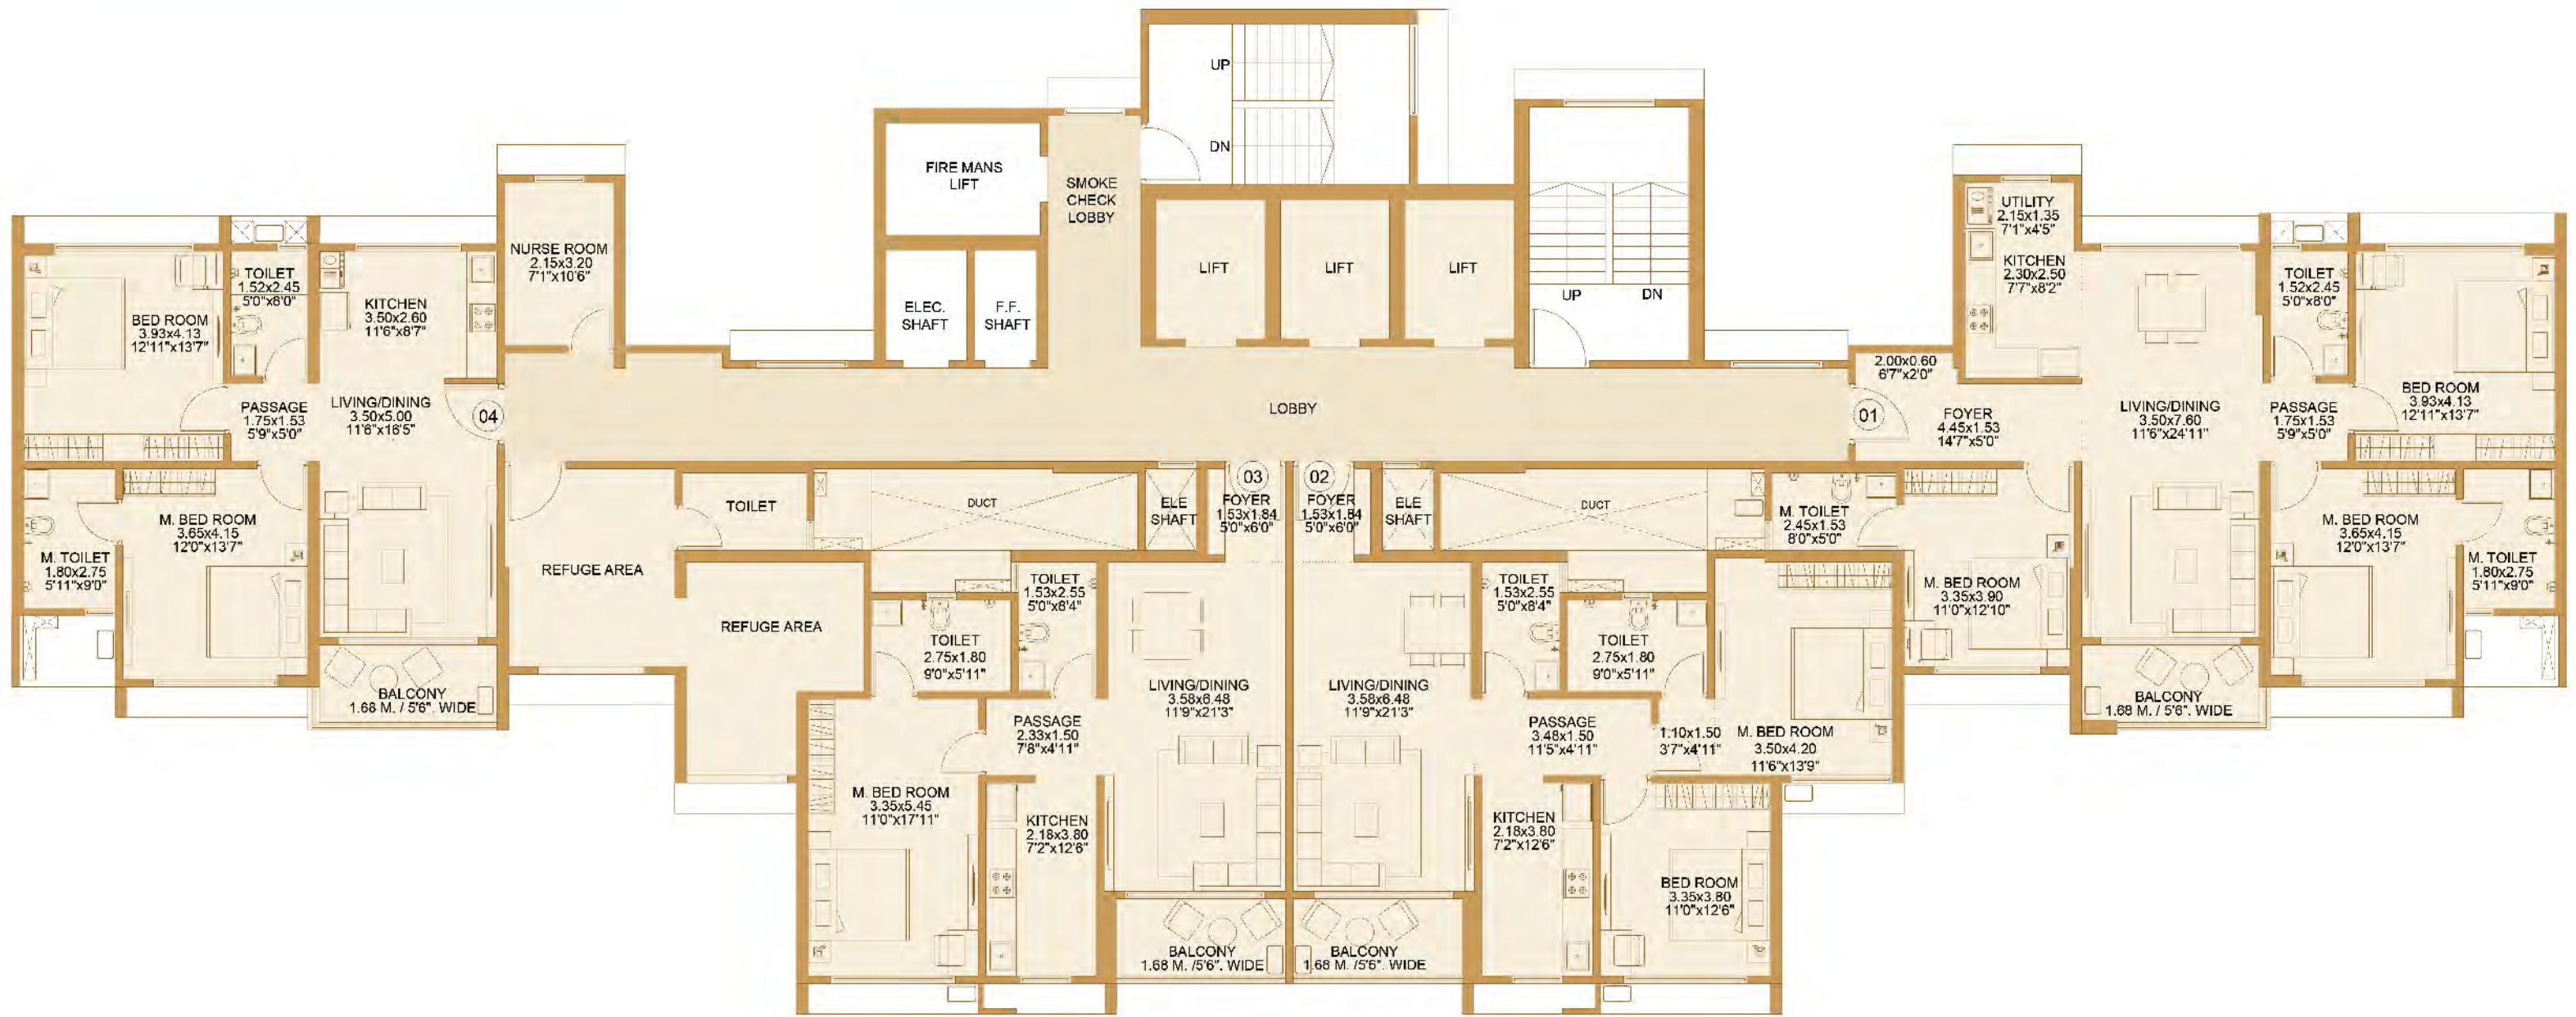 UP
DN
FIRE MANS
LIFT
SMOKE
CHECK
LOBBY
LIFT
LIFT
LIFT
UP
DN
ELEC.
SHAFT
F.F.
SHAFT
NURSE ROOM
2.15x3.20
7'1"x10'6"
BED ROOM
3.93x4.13
12'11"x13'7"
TOILET
1.52x2.45
5'0"x8'0"
KITCHEN
3.50x2.60
11'6"x8'7"
PASSAGE
1.75x1.53
5'9"x5'0"
LIVING/DINING
3.50x5.00
11'6"x16'5"
04
LOBBY
M. BED ROOM
3.65x4.15
12'0"x13'7"
M. TOILET
1.80x2.75
5'11"x9'0"
BALCONY
1.68 M. / 5'6". WIDE
REFUGE AREA
TOILET
REFUGE AREA
DUCT
ELE
SHAFT
03
FOYER
1.53x1.84
5'0"x6'0"
TOILET
1.53x2.55
5'0"x8'4"
TOILET
2.75x1.80
9'0"x5'11"
LIVING/DINING
3.58x6.48
11'9"x21'3"
PASSAGE
2.33x1.50
7'8"x4'11"
M. BED ROOM
3.35x5.45
11'0"x17'11"
KITCHEN
2.18x3.80
7'2"x12'6"
BALCONY
1.68 M. /5'6". WIDE
02
FOYER
1.53x1.84
5'0"x6'0"
ELE
SHAFT
DUCT
TOILET
1.53x2.55
5'0"x8'4"
TOILET
2.75x1.80
9'0"x5'11"
LIVING/DINING
3.58x6.48
11'9"x21'3"
PASSAGE
3.48x1.50
11'5"x4'11"
1.10x1.50
3'7"x4'11"
M. BED ROOM
3.50x4.20
11'6"x13'9"
KITCHEN
2.18x3.80
7'2"x12'6"
BED ROOM
3.35x3.80
11'0"x12'6"
BALCONY
1.68 M. /5'6". WIDE
01
2.00x0.60
6'7"x2'0"
FOYER
4.45x1.53
14'7"x5'0"
UTILITY
2.15x1.35
7'1"x4'5"
KITCHEN
2.30x2.50
7'7"x8'2"
LIVING/DINING
3.50x7.60
11'6"x24'11"
TOILET
1.52x2.45
5'0"x8'0"
PASSAGE
1.75x1.53
5'9"x5'0"
BED ROOM
3.93x4.13
12'11"x13'7"
M. TOILET
2.45x1.53
8'0"x5'0"
M. BED ROOM
3.35x3.90
11'0"x12'10"
M. BED ROOM
3.65x4.15
12'0"x13'7"
M. TOILET
1.80x2.75
5'11"x9'0"
BALCONY
1.68 M. / 5'6". WIDE